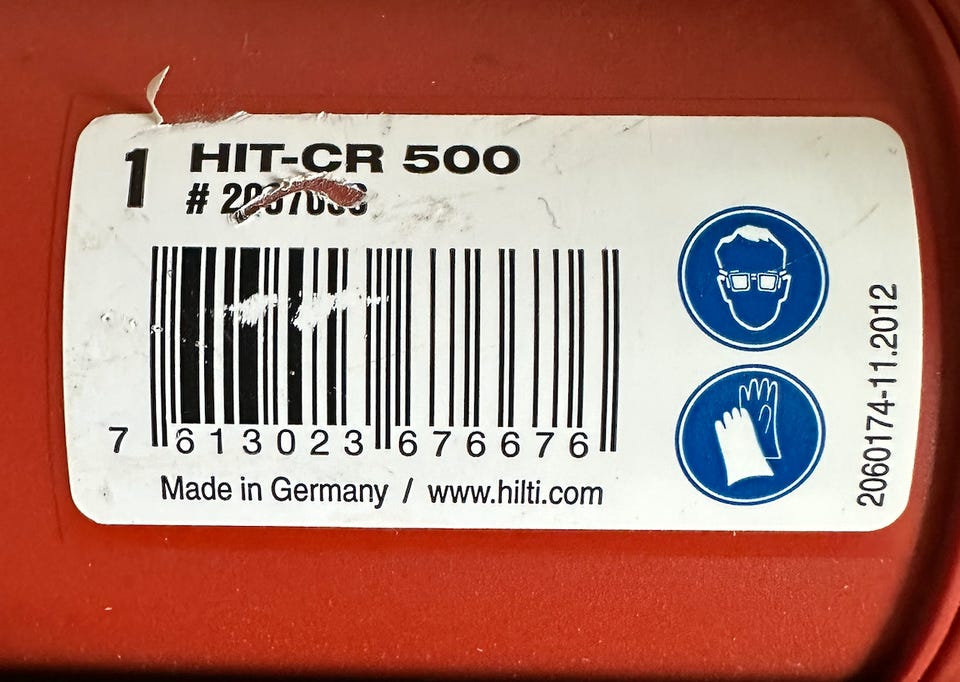 1 HIT-CR 500
7 613023 676676
Made in Germany / www.hilti.com
2060174-11.2012